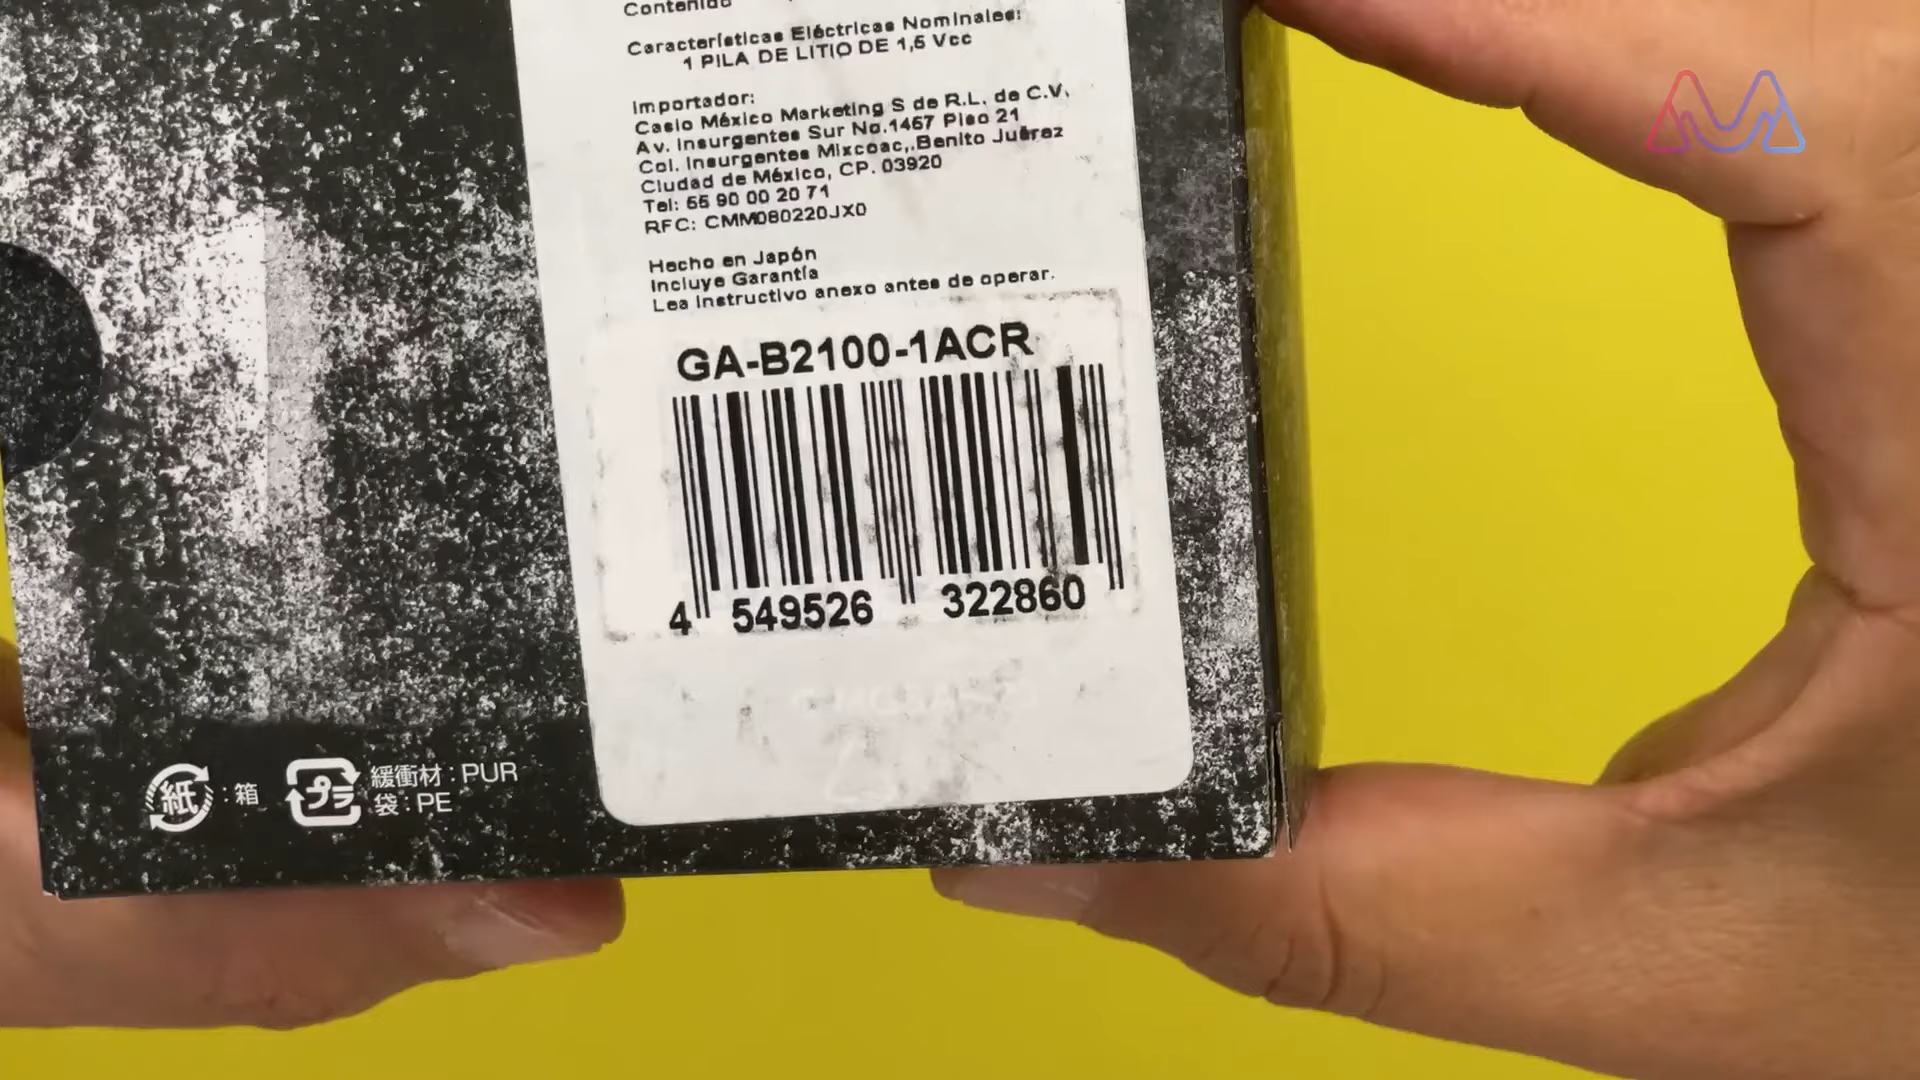 Contenido
Características Eléctricas Nominales:
1 PILA DE LITIO DE 1,5 Vcc
Importador:
Casio México Marketing S de R.L. de C.V.
Av. Insurgentes Sur No.1467 Piso 21
Col. Insurgentes Mixcoac,.Benito Juárez
Ciudad de México, CP. 03920
Tel: 55 90 00 20 71
RFC: CMM080220JX0
Hecho en Japón
Incluye Garantía
Lea Instructivo anexo antes de operar.
GA-B2100-1ACR
4 549526 322860
紙 : 箱
プラ 緩衝材 : PUR
袋 : PE